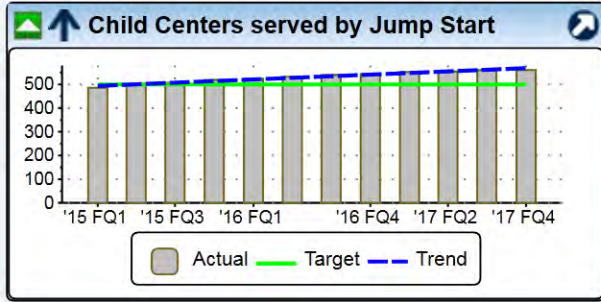 Child Centers served by Jump Start
500
400
300
200
100
0
'15 FQ1 '15 FQ3 '16 FQ1 '16 FQ4 '17 FQ2 '17 FQ4
Actual Target Trend